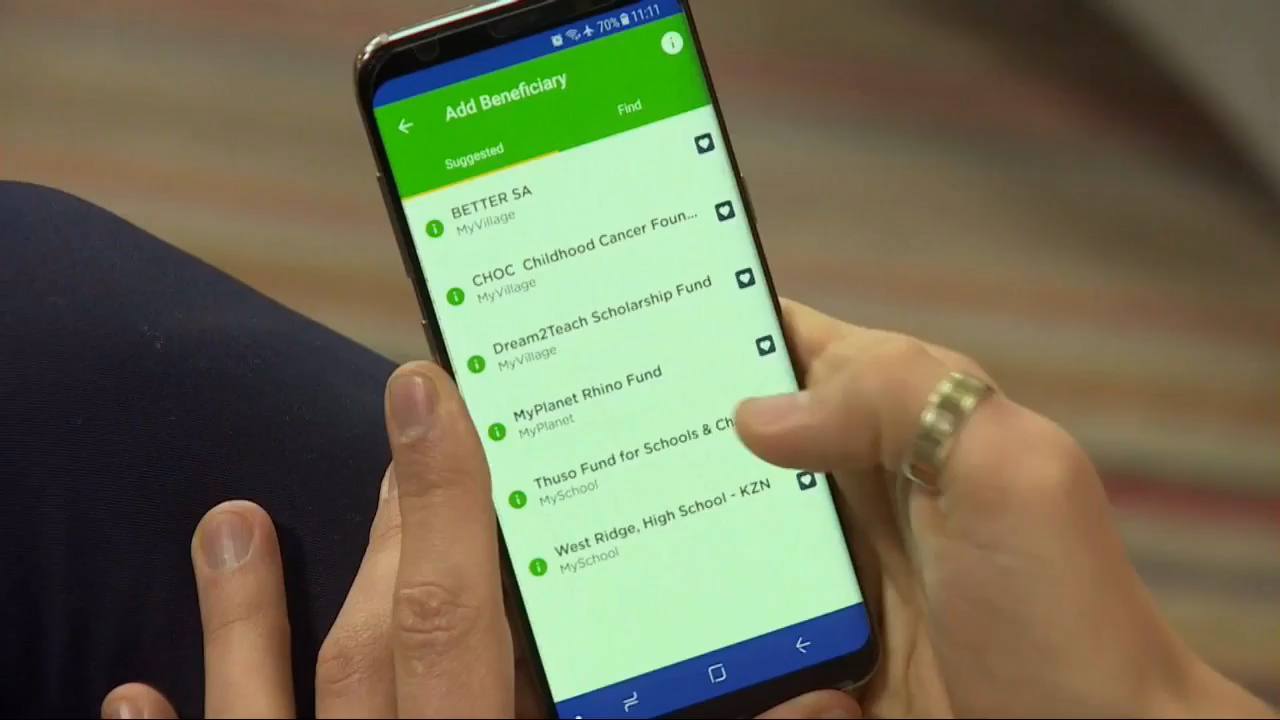 70% 11:11
Add Beneficiary
Suggested Find
BETTER SA
MyVillage
CHOC Childhood Cancer Foun...
MyVillage
Dream2Teach Scholarship Fund
MyVillage
MyPlanet Rhino Fund
MyPlanet
Thuso Fund for Schools & Ch
MySchool
West Ridge, High School - KZN
MySchool